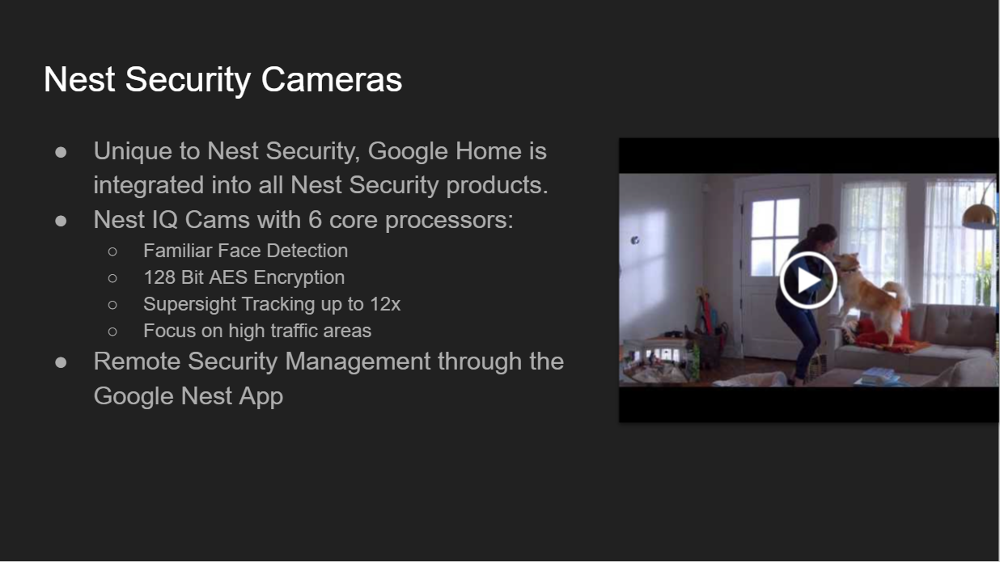 Nest Security Cameras
● Unique to Nest Security, Google Home is
integrated into all Nest Security products.
● Nest IQ Cams with 6 core processors:
○ Familiar Face Detection
○ 128 Bit AES Encryption
○ Supersight Tracking up to 12x
○ Focus on high traffic areas
● Remote Security Management through the
Google Nest App